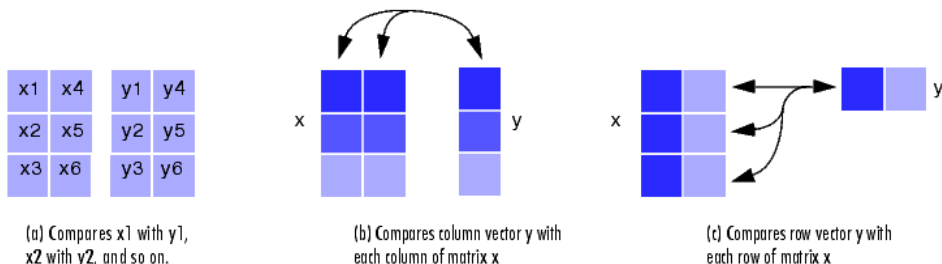 x1 x4 y1 y4
x2 x5 y2 y5
x3 x6 y3 y6
x y
x y
(a) Compares x1 with y1,
x2 with y2, and so on.
(b) Compares column vector y with
each column of matrix x
(c) Compares row vector y with
each row of matrix x